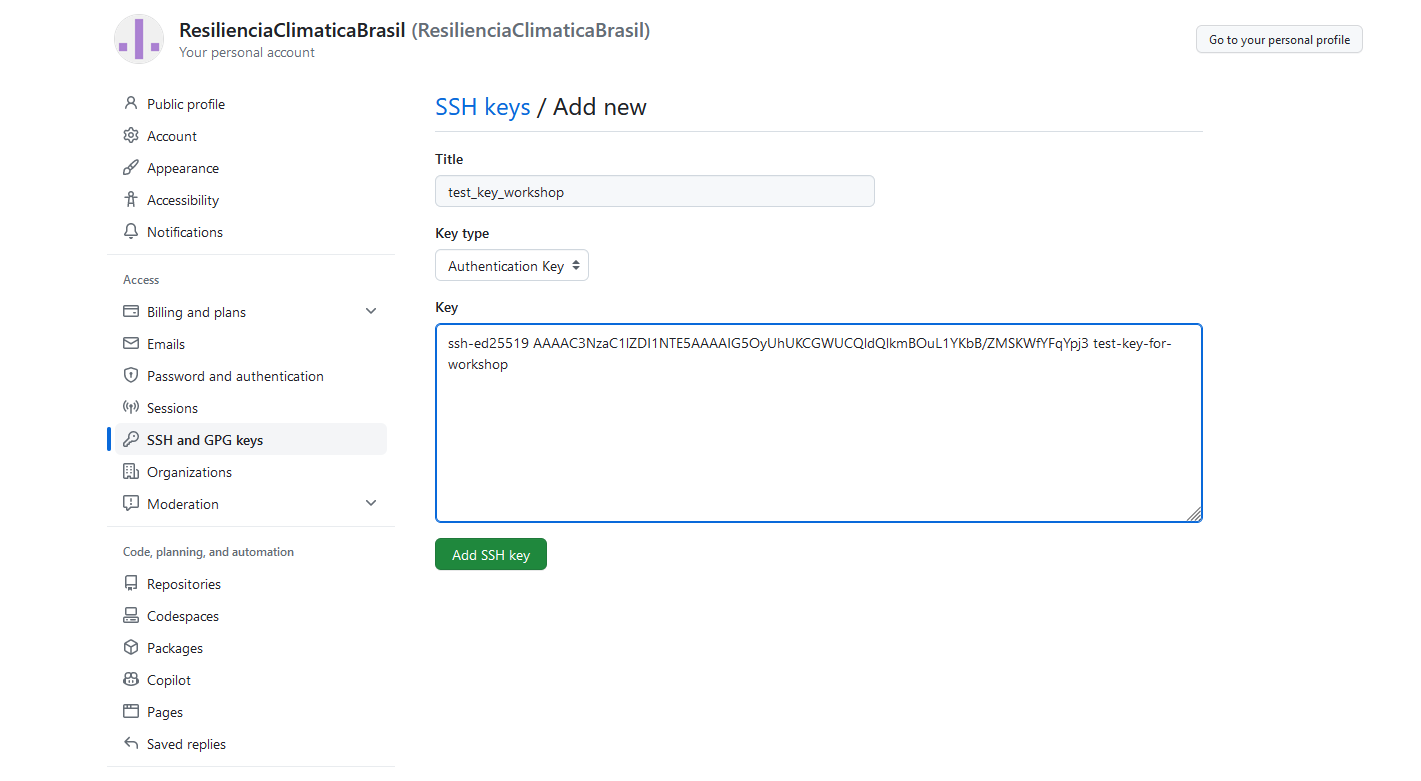 ResilienciaClimaticaBrasil (ResilienciaClimaticaBrasil)
Your personal account
Go to your personal profile
Public profile
Account
Appearance
Accessibility
Notifications
Access
Billing and plans
Emails
Password and authentication
Sessions
SSH and GPG keys
Organizations
Moderation
Code, planning, and automation
Repositories
Codespaces
Packages
Copilot
Pages
Saved replies
SSH keys / Add new
Title
test_key_workshop
Key type
Authentication Key
Key
ssh-ed25519 AAAAC3NzaC1lZDI1NTE5AAAAIG5OyUhUKCGWUCQIdQIkmBOuL1YKbB/ZMSKWfYFqYpj3 test-key-for-
workshop
Add SSH key